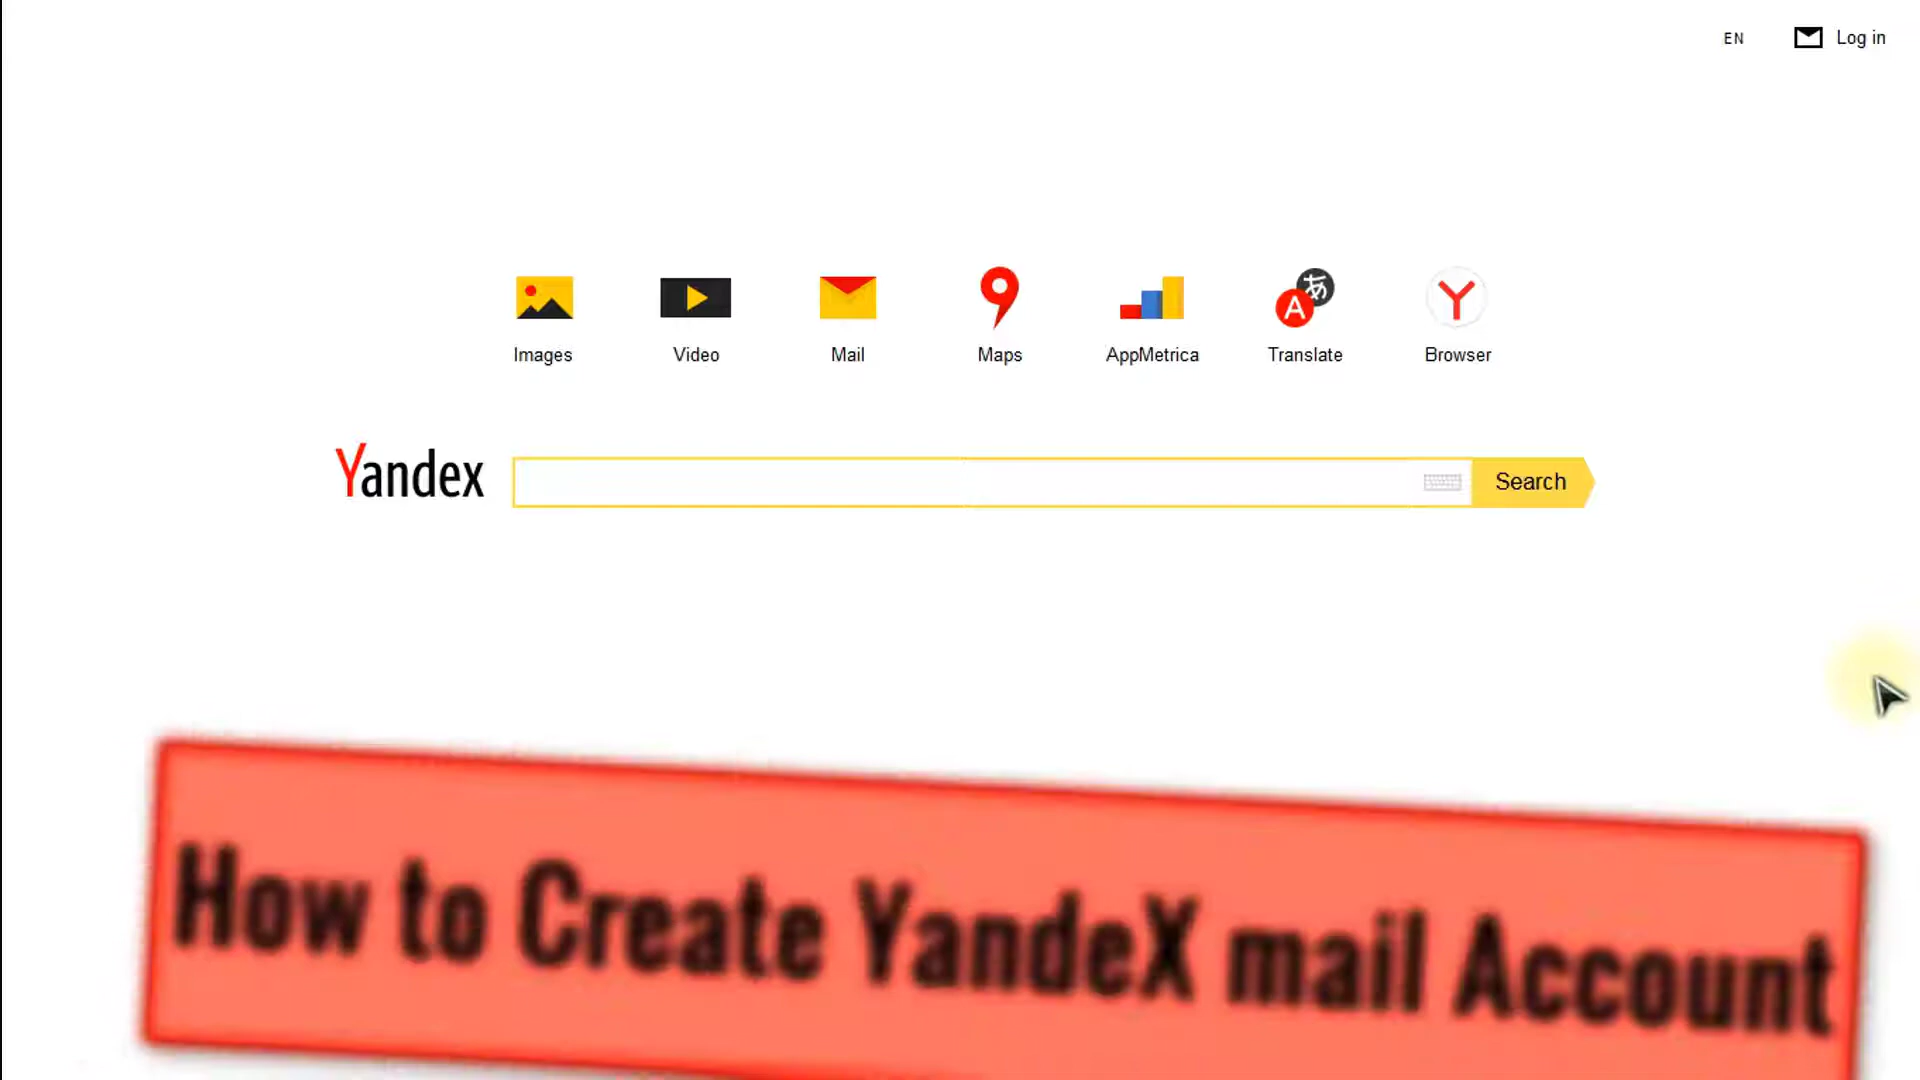 EN Log in
Images Video Mail Maps AppMetrica Translate Browser
Yandex Search
How to Create YandeX mail Account